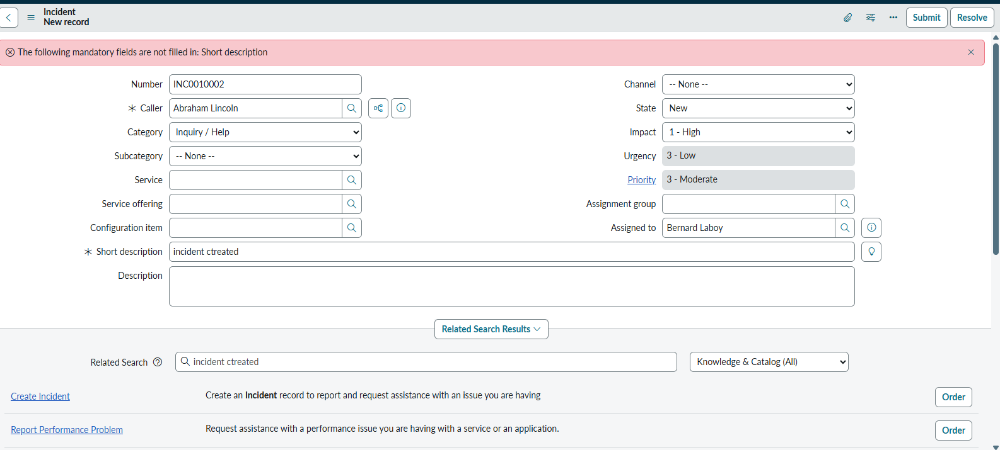 Incident
New record
Submit
Resolve
The following mandatory fields are not filled in: Short description
Number INC0010002
Channel -- None --
Caller Abraham Lincoln
State New
Category Inquiry / Help
Impact 1 - High
Subcategory -- None --
Urgency 3 - Low
Service
Priority 3 - Moderate
Service offering
Assignment group
Configuration item
Assigned to Bernard Laboy
Short description incident ctreated
Description
Related Search Results
Related Search incident ctreated Knowledge & Catalog (All)
Create Incident Create an Incident record to report and request assistance with an issue you are having Order
Report Performance Problem Request assistance with a performance issue you are having with a service or an application. Order